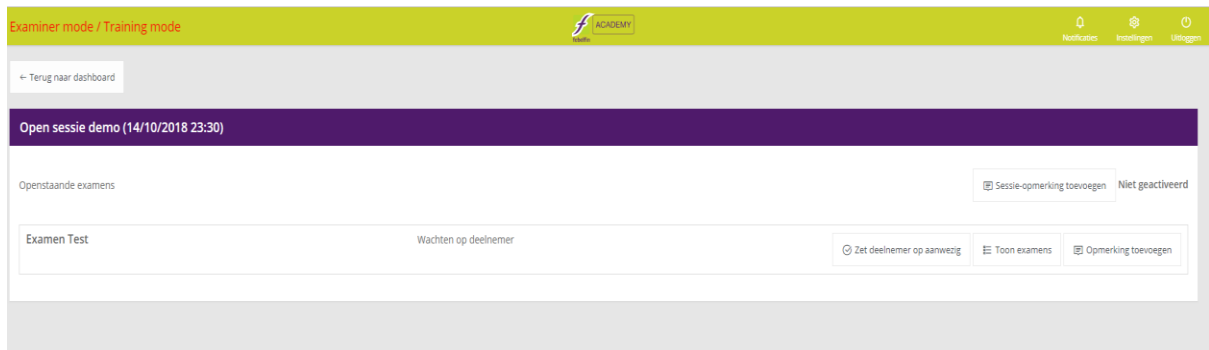 Examiner mode / Training mode
febelfin ACADEMY
Notificaties Instellingen Uitloggen
← Terug naar dashboard
Open sessie demo (14/10/2018 23:30)
Openstaande examens Sessie-opmerking toevoegen Niet geactiveerd
Examen Test Wachten op deelnemer Zet deelnemer op aanwezig Toon examens Opmerking toevoegen